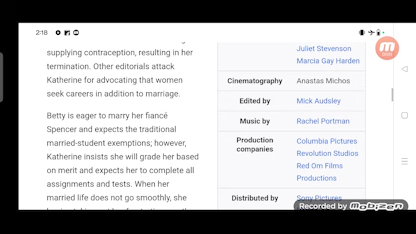 2:18
supplying contraception, resulting in her
termination. Other editorials attack
Katherine for advocating that women
seek careers in addition to marriage.
Betty is eager to marry her fiancé
Spencer and expects the traditional
married-student exemptions; however,
Katherine insists she will grade her based
on merit and expects her to complete all
assignments and tests. When her
married life does not go smoothly, she
Juliet Stevenson
Marcia Gay Harden
Cinematography Anastas Michos
Edited by Mick Audsley
Music by Rachel Portman
Production companies
Columbia Pictures
Revolution Studios
Red Om Films
Productions
Distributed by Sony Pictures
Recorded by Mobizen